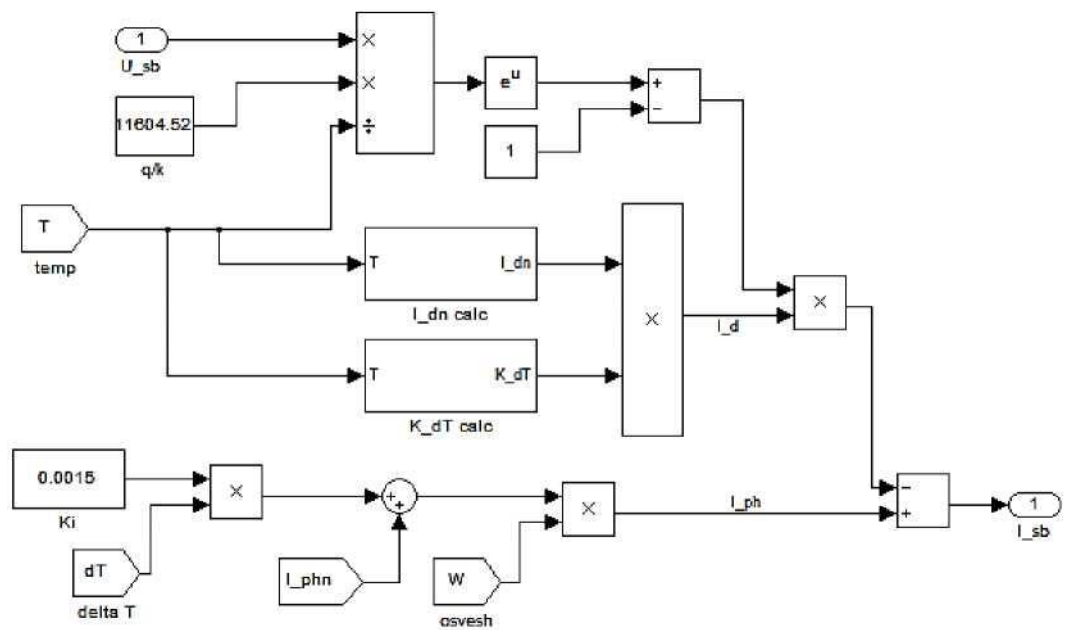 1
U_sb
×
×
÷
11604.52
q/k
e^u
1
+
−
T
temp
T
I_dn
I_dn calc
T
K_dT
K_dT calc
×
I_d
×
0.0015
Ki
×
dT
delta T
+
+
I_phn
×
W
osvesh
I_ph
−
+
1
I_sb